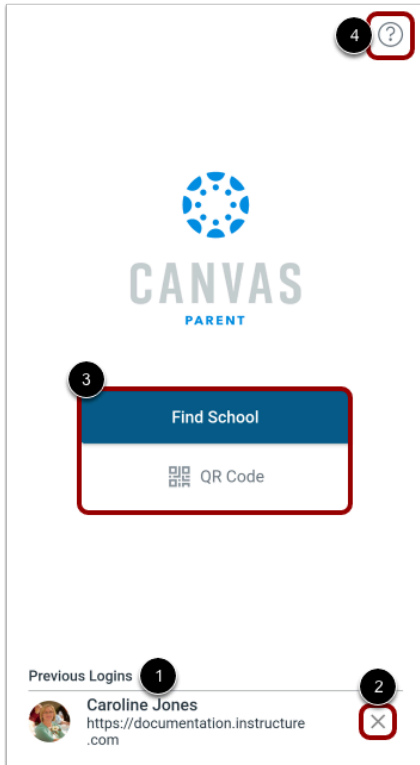 4
?
CANVAS
PARENT
3
Find School
QR Code
Previous Logins 1
2
Caroline Jones
https://documentation.instructure
.com